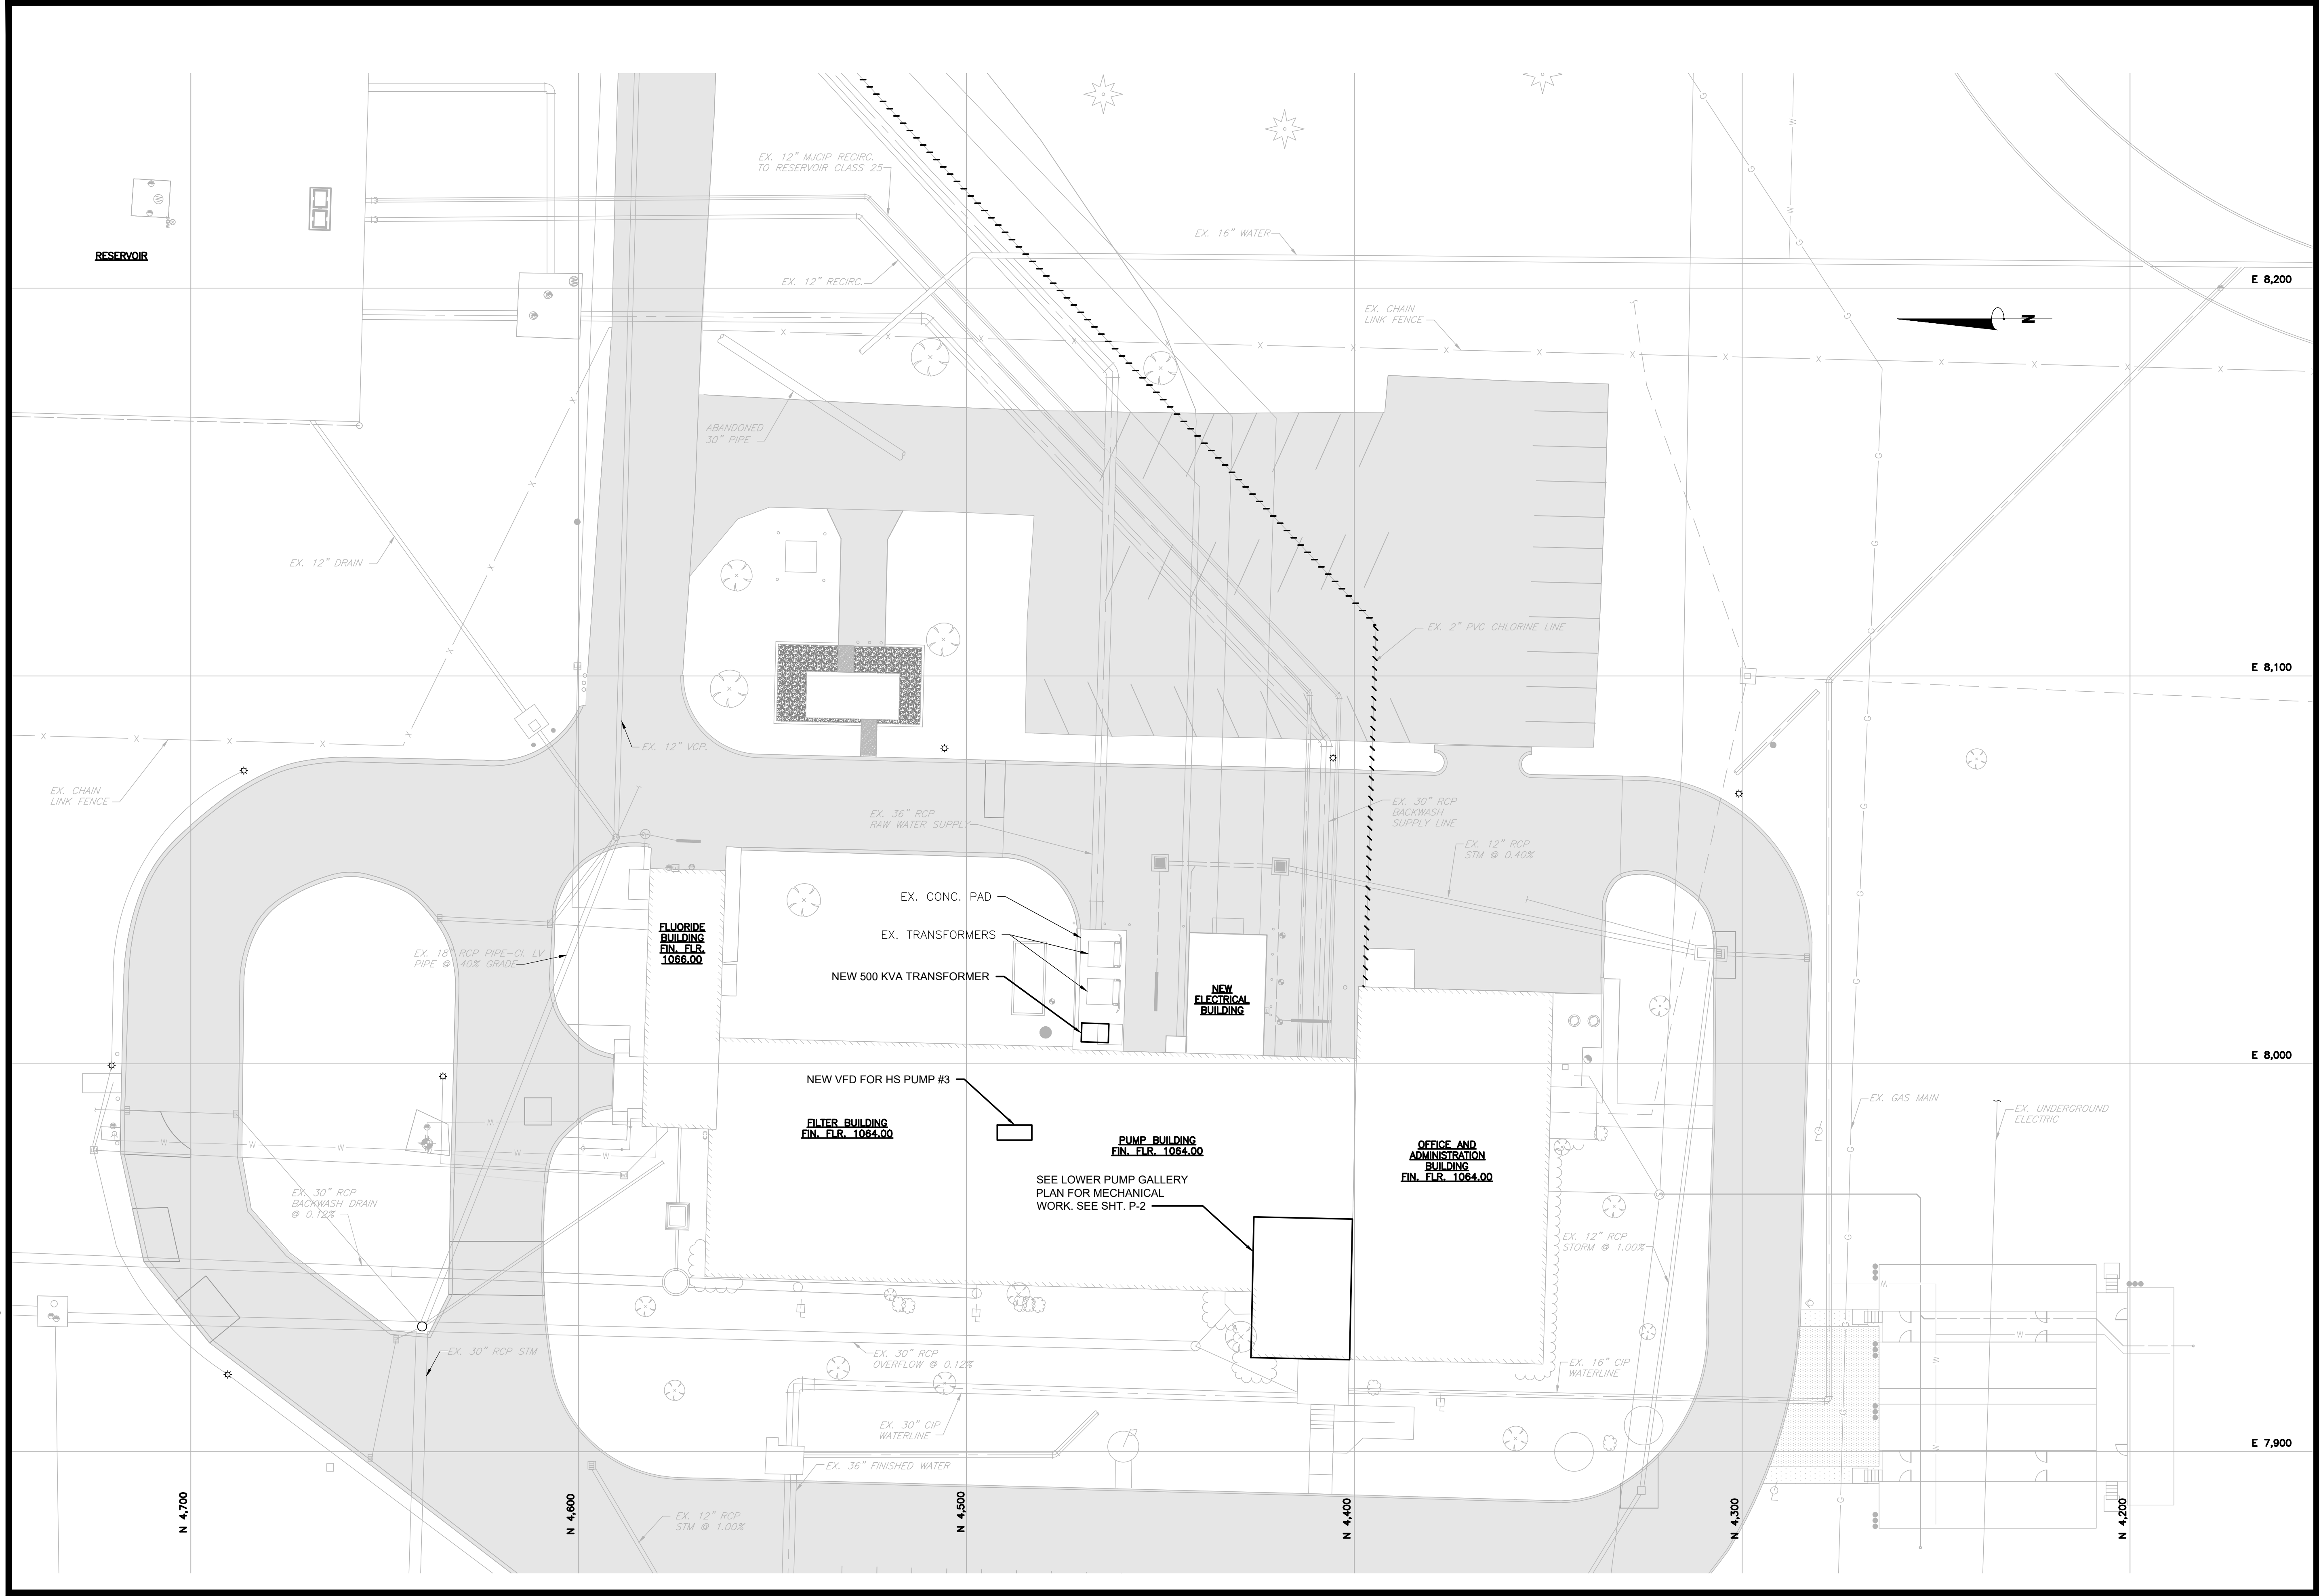 EX. 12" MJCIP RECIRC.
TO RESERVOIR CLASS 25
EX. 16" WATER
RESERVOIR
EX. 12" RECIRC.
E 8,200
EX. CHAIN
LINK FENCE
N
ABANDONED
30" PIPE
EX. 12" DRAIN
EX. 2" PVC CHLORINE LINE
E 8,100
EX. 12" VCP.
EX. CHAIN
LINK FENCE
EX. 36" RCP
RAW WATER SUPPLY
EX. 30" RCP
BACKWASH
SUPPLY LINE
EX. 12" RCP
STM @ 0.40%
EX. CONC. PAD
EX. TRANSFORMERS
NEW 500 KVA TRANSFORMER
FLUORIDE
BUILDING
FIN. FLR.
1066.00
EX. 18" RCP PIPE-CI. LV
PIPE @ .40% GRADE
NEW
ELECTRICAL
BUILDING
E 8,000
NEW VFD FOR HS PUMP #3
FILTER BUILDING
FIN. FLR. 1064.00
PUMP BUILDING
FIN. FLR. 1064.00
OFFICE AND
ADMINISTRATION
BUILDING
FIN. FLR. 1064.00
EX. GAS MAIN
EX. UNDERGROUND
ELECTRIC
SEE LOWER PUMP GALLERY
PLAN FOR MECHANICAL
WORK. SEE SHT. P-2
EX. 30" RCP
BACKWASH DRAIN
@ 0.12%
EX. 12" RCP
STORM @ 1.00%
EX. 30" RCP STM
EX. 30" RCP
OVERFLOW @ 0.12%
EX. 16" CIP
WATERLINE
EX. 30" CIP
WATERLINE
E 7,900
EX. 36" FINISHED WATER
EX. 12" RCP
STM @ 1.00%
N 4,700
N 4,600
N 4,500
N 4,400
N 4,300
N 4,200